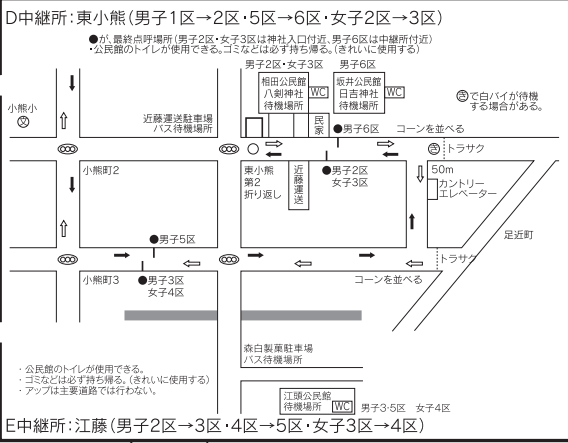 D中継所：東小熊（男子1区→2区・5区→6区・女子2区→3区）
●が、最終点呼場所（男子2区・女子3区は神社入口付近、男子6区は中継所付近）
・公民館のトイレが使用できる。ゴミなどは必ず持ち帰る。（きれいに使用する）
男子2区・女子3区
男子6区
相田公民館
八剣神社
待機場所
WC
坂井公民館
日吉神社
待機場所
WC
小熊小
文
近藤運送駐車場
バス待機場所
民家
●男子6区
コーンを並べる
で白バイが待機
する場合がある。
トラサク
小熊町2
東小熊
第2
折り返し
近藤運送
●男子2区
女子3区
50m
カントリー
エレベーター
足近町
●男子5区
トラサク
小熊町3
●男子3区
女子4区
コーンを並べる
森白製菓駐車場
バス待機場所
・公民館のトイレが使用できる。
・ゴミなどは必ず持ち帰る。（きれいに使用する）
・アップは主要道路では行わない。
江頭公民館
待機場所
WC
男子3・5区 女子4区
E中継所：江藤（男子2区→3区・4区→5区・女子3区→4区）